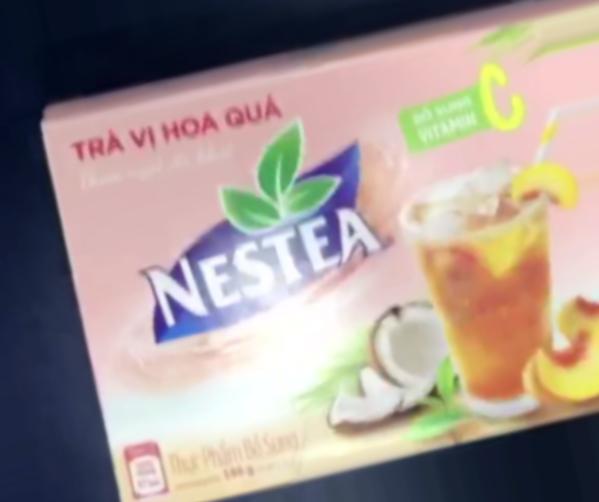 TRÀ VỊ HOA QUẢ
BỔ SUNG
VITAMIN C
NESTEA
Thực Phẩm Bổ Sung